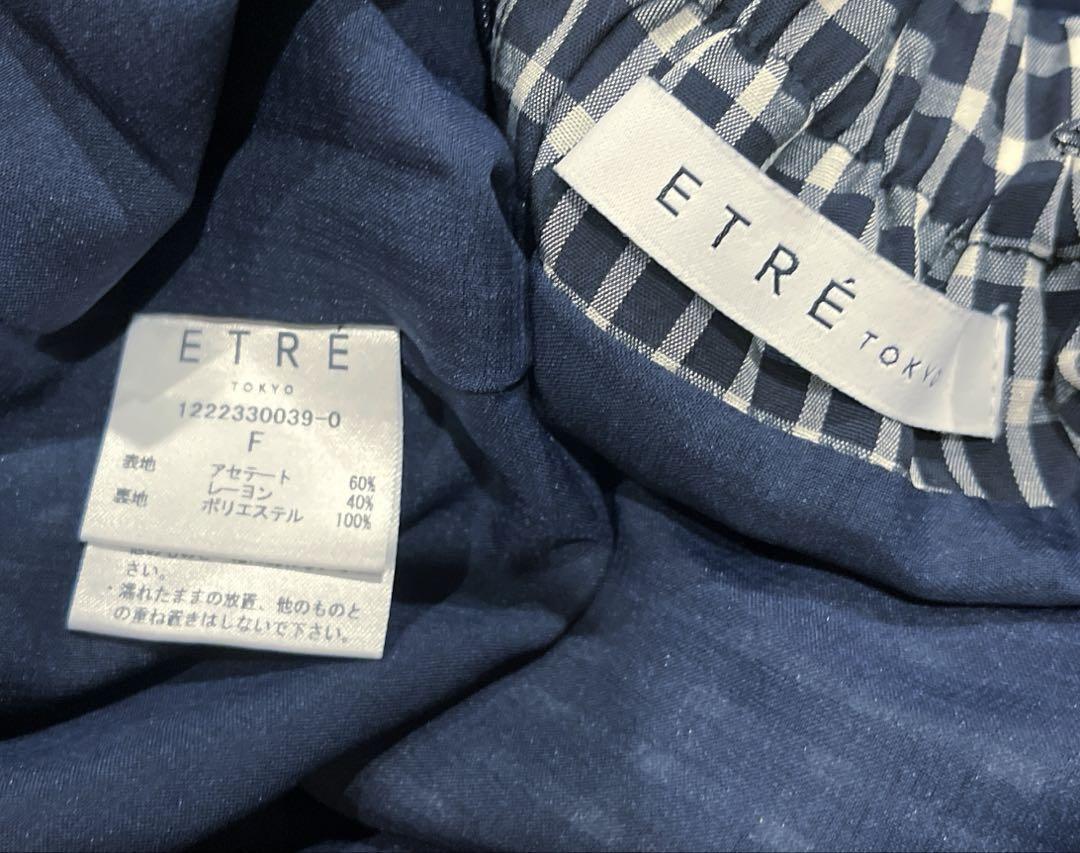 ETRÉ
TOKYO
1222330039-0
F
表地 アセテート 60%
レーヨン 40%
裏地 ポリエステル 100%
さい。
・濡れたままの放置、他のものと
の重ね置きはしないで下さい。
ETRÉ TOKYO